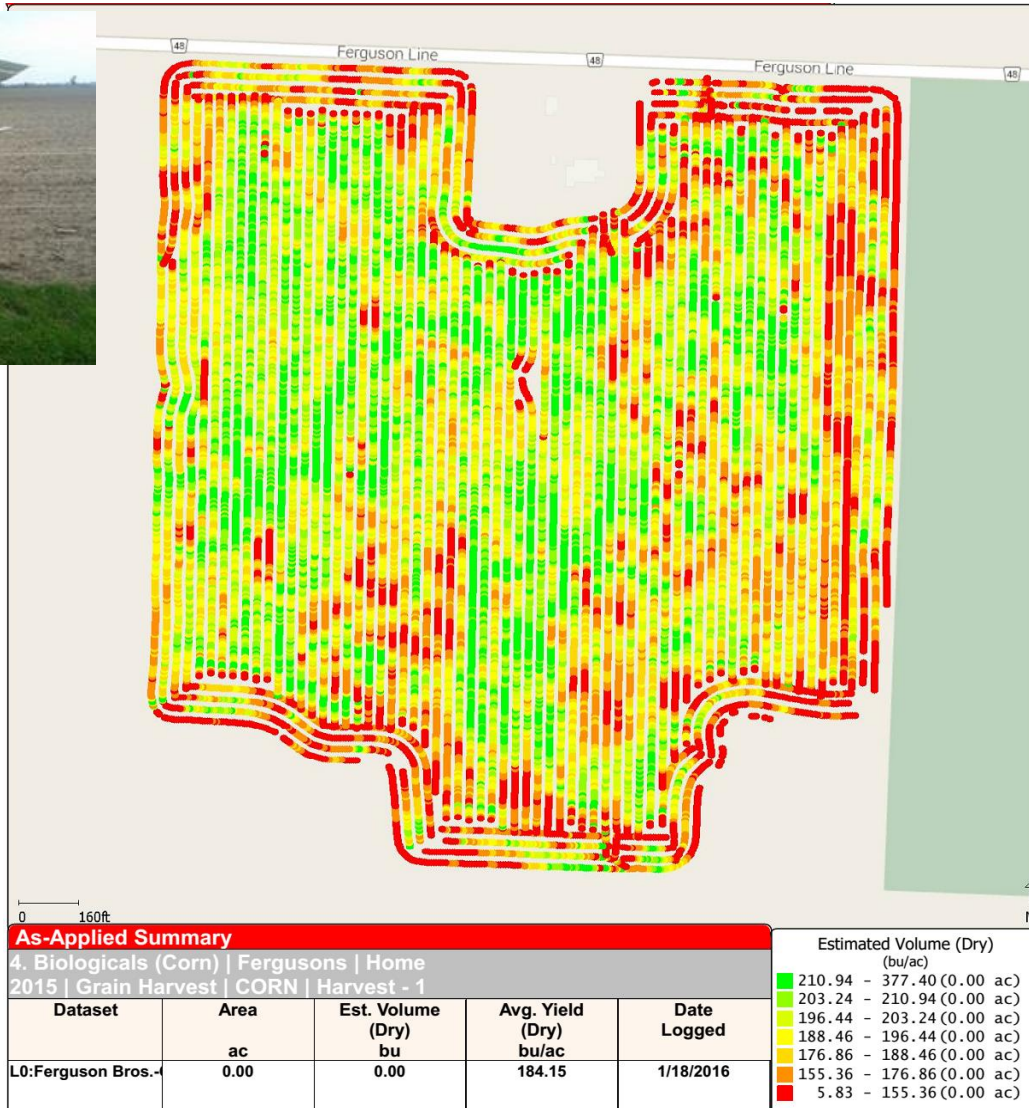 48
Ferguson Line
48
Ferguson Line
48
0 160ft
As-Applied Summary
4. Biologicals (Corn) | Fergusons | Home
2015 | Grain Harvest | CORN | Harvest - 1
Dataset Area Est. Volume Avg. Yield Date
(Dry) (Dry) Logged
ac bu bu/ac
L0:Ferguson Bros.- 0.00 0.00 184.15 1/18/2016
Estimated Volume (Dry)
(bu/ac)
210.94 - 377.40 (0.00 ac)
203.24 - 210.94 (0.00 ac)
196.44 - 203.24 (0.00 ac)
188.46 - 196.44 (0.00 ac)
176.86 - 188.46 (0.00 ac)
155.36 - 176.86 (0.00 ac)
5.83 - 155.36 (0.00 ac)